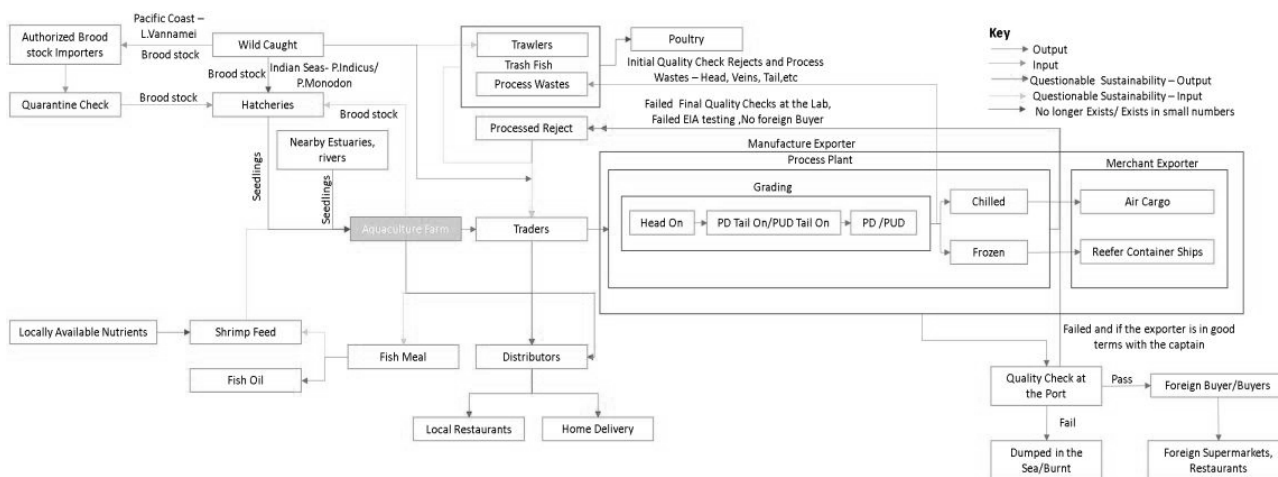 Pacific Coast –
L.Vannamei
Authorized Brood
stock Importers
Brood stock
Wild Caught
Brood stock
Indian Seas- P.Indicus/
P.Monodon
Quarantine Check
Brood stock
Hatcheries
Brood stock
Nearby Estuaries,
rivers
Seedlings
Seedlings
Trawlers
Trash Fish
Process Wastes
Poultry
Initial Quality Check Rejects and Process
Wastes – Head, Veins, Tail,etc
Failed Final Quality Checks at the Lab,
Failed EIA testing ,No foreign Buyer
Processed Reject
Key
Output
Input
Questionable Sustainability – Output
Questionable Sustainability – Input
No longer Exists/ Exists in small numbers
Manufacture Exporter
Process Plant
Merchant Exporter
Grading
Head On
PD Tail On/PUD Tail On
PD /PUD
Chilled
Frozen
Air Cargo
Reefer Container Ships
Aquaculture Farm
Traders
Locally Available Nutrients
Shrimp Feed
Fish Oil
Fish Meal
Distributors
Local Restaurants
Home Delivery
Failed and if the exporter is in good
terms with the captain
Quality Check at
the Port
Pass
Foreign Buyer/Buyers
Fail
Dumped in the
Sea/Burnt
Foreign Supermarkets,
Restaurants